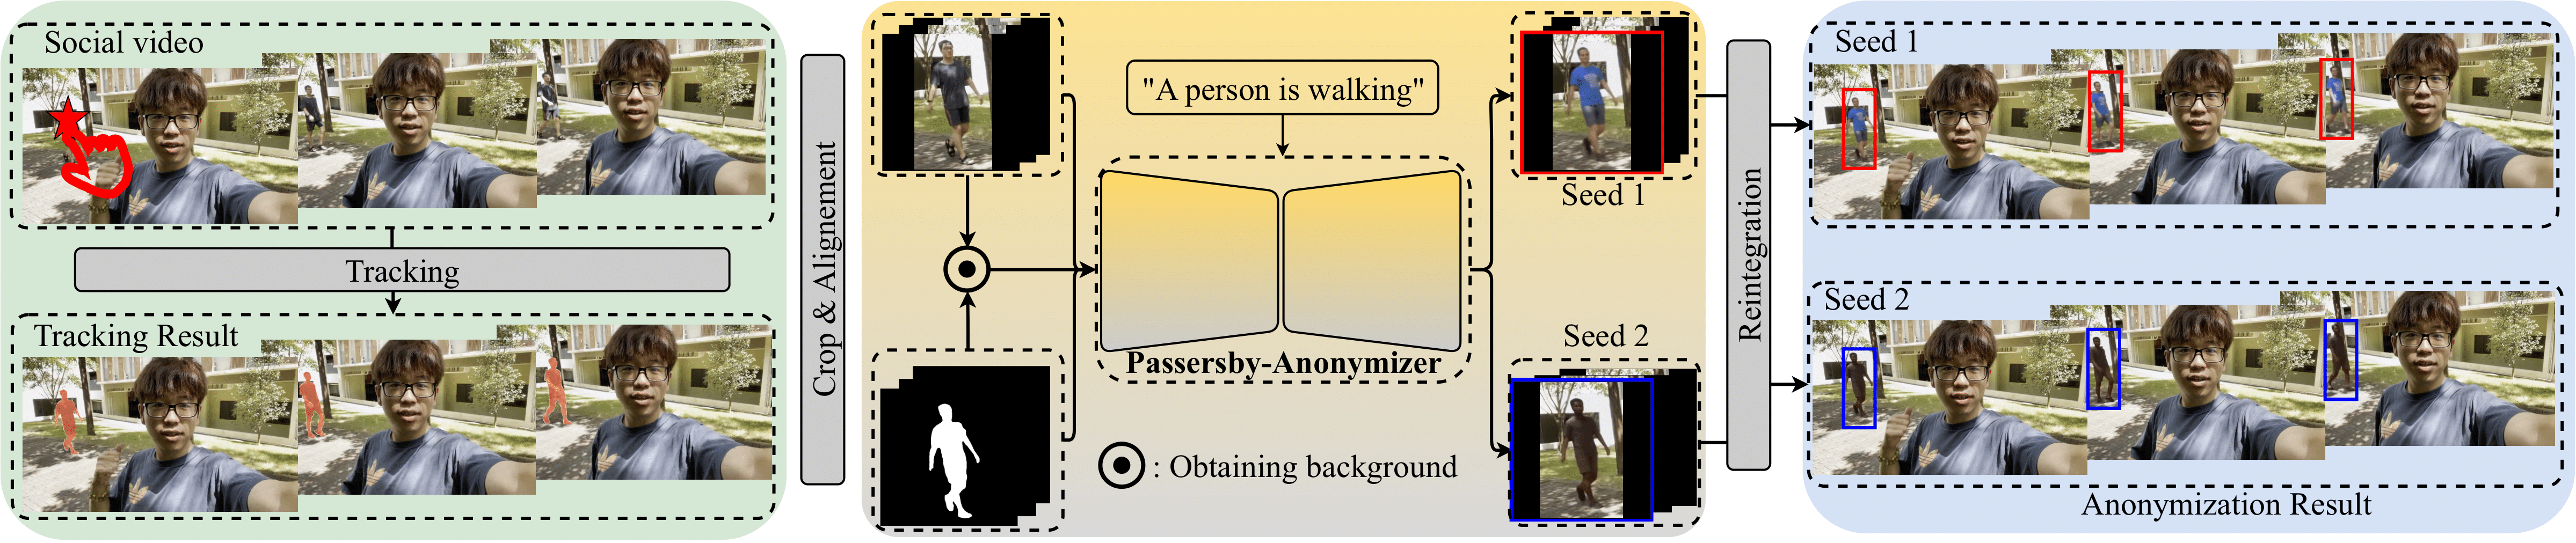 Social video
Tracking
Tracking Result
Crop & Alignement
"A person is walking"
Passersby-Anonymizer
: Obtaining background
Seed 1
Seed 2
Reintegration
Seed 1
Seed 2
Anonymization Result